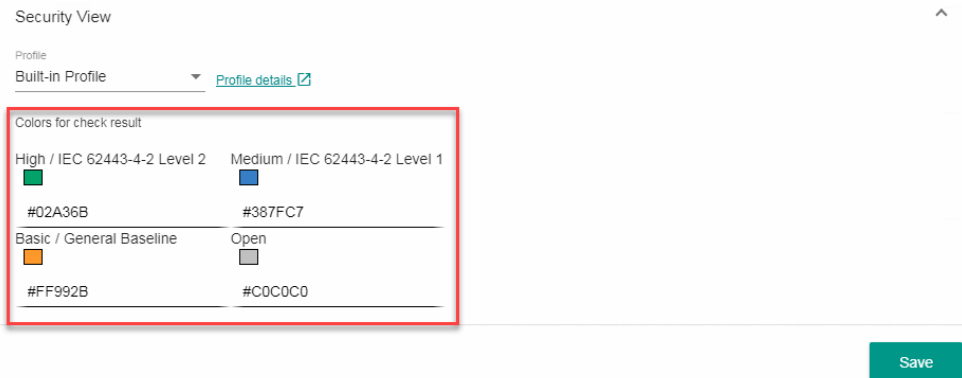 Security View
Profile
Built-in Profile
Profile details
Colors for check result
High / IEC 62443-4-2 Level 2 Medium / IEC 62443-4-2 Level 1
#02A36B #387FC7
Basic / General Baseline Open
#FF992B #C0C0C0
Save